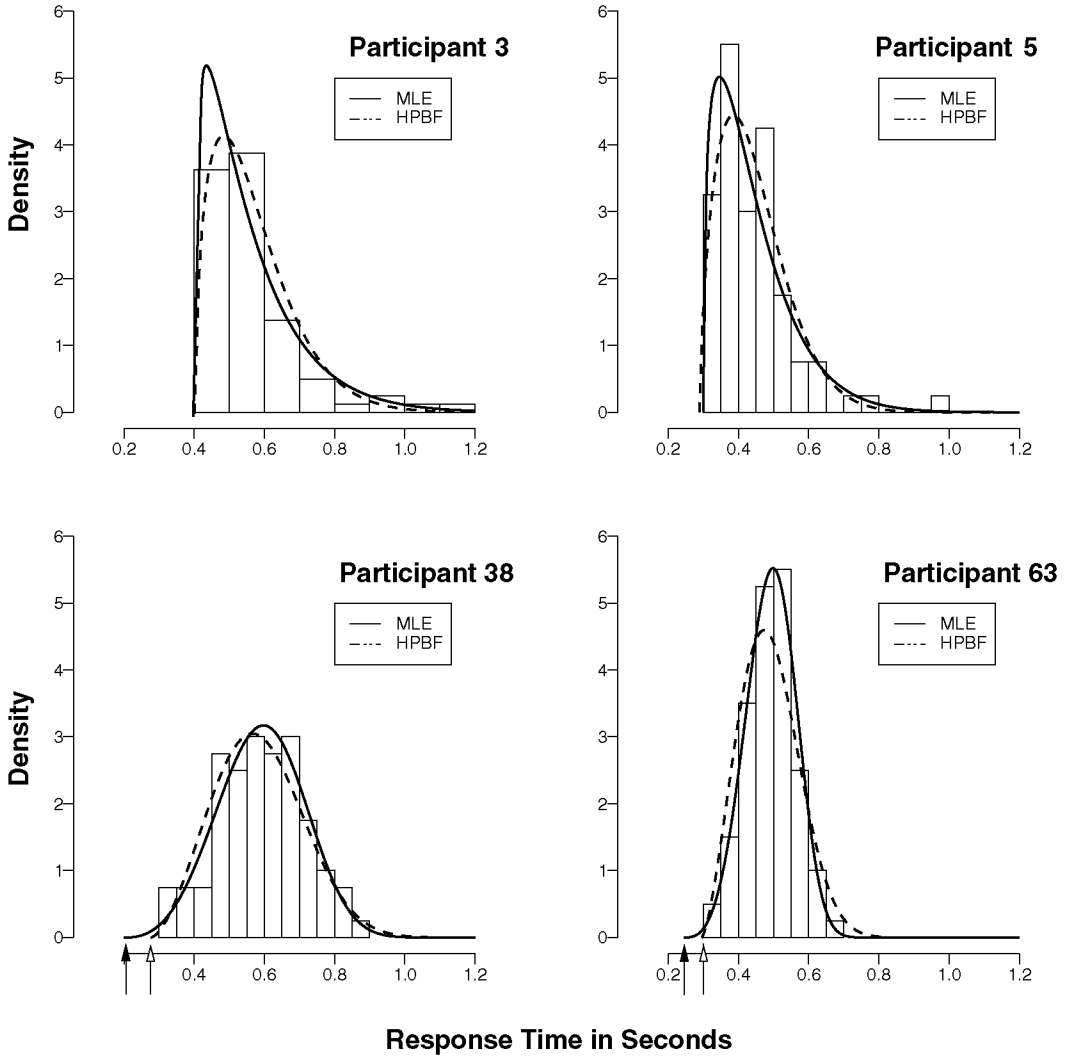 Participant 3
MLE
HPBF
Density
6
5
4
3
2
1
0
0.2 0.4 0.6 0.8 1.0 1.2
Participant 5
MLE
HPBF
6
5
4
3
2
1
0
0.2 0.4 0.6 0.8 1.0 1.2
Participant 38
MLE
HPBF
Density
6
5
4
3
2
1
0
0.4 0.6 0.8 1.0 1.2
Participant 63
MLE
HPBF
6
5
4
3
2
1
0
0.2 0.4 0.6 0.8 1.0 1.2
Response Time in Seconds